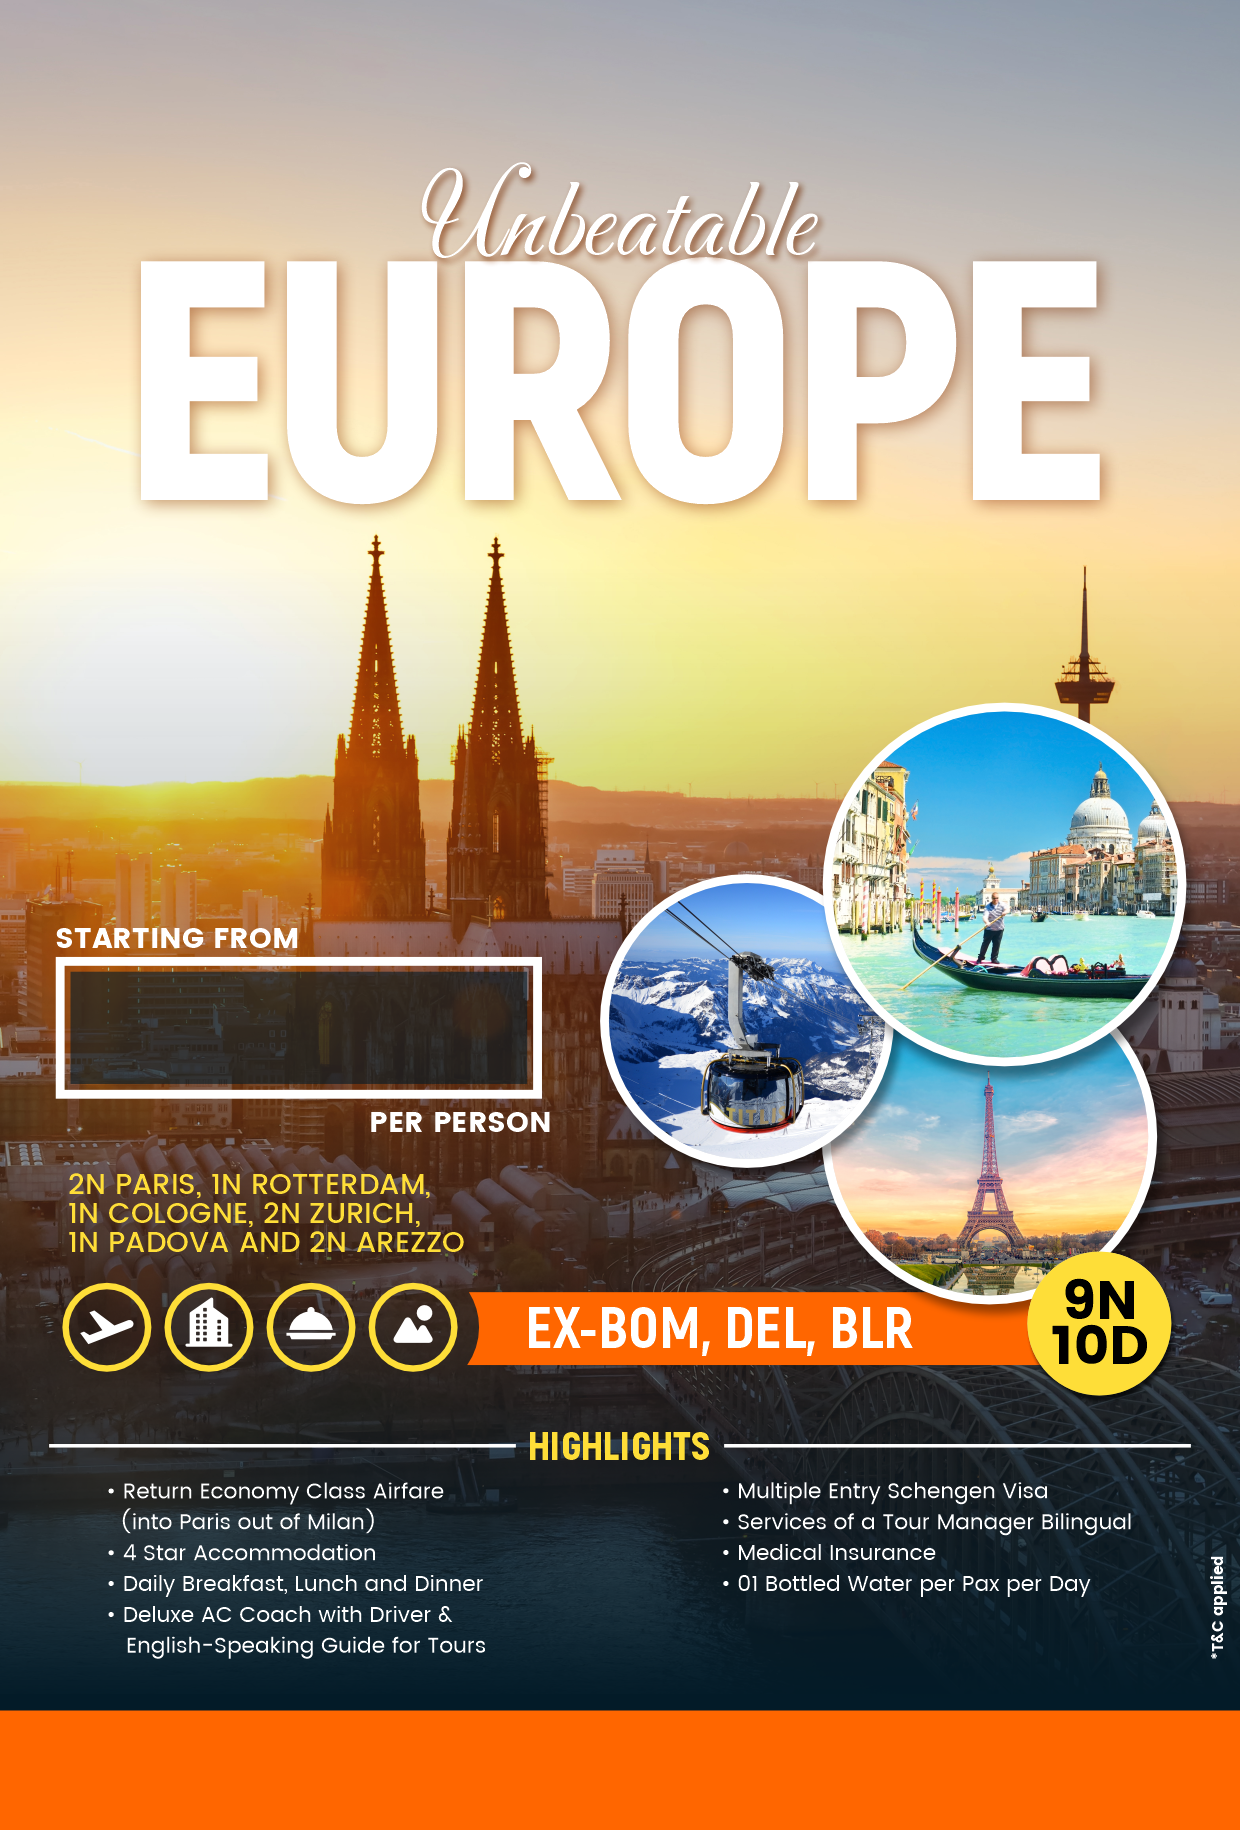 Unbeatable
EUROPE
STARTING FROM
PER PERSON
2N PARIS, 1N ROTTERDAM,
1N COLOGNE, 2N ZURICH,
1N PADOVA AND 2N AREZZO
EX-BOM, DEL, BLR
9N
10D
HIGHLIGHTS
• Return Economy Class Airfare
(into Paris out of Milan)
• 4 Star Accommodation
• Daily Breakfast, Lunch and Dinner
• Deluxe AC Coach with Driver &
English-Speaking Guide for Tours
• Multiple Entry Schengen Visa
• Services of a Tour Manager Bilingual
• Medical Insurance
• 01 Bottled Water per Pax per Day
*T&C applied